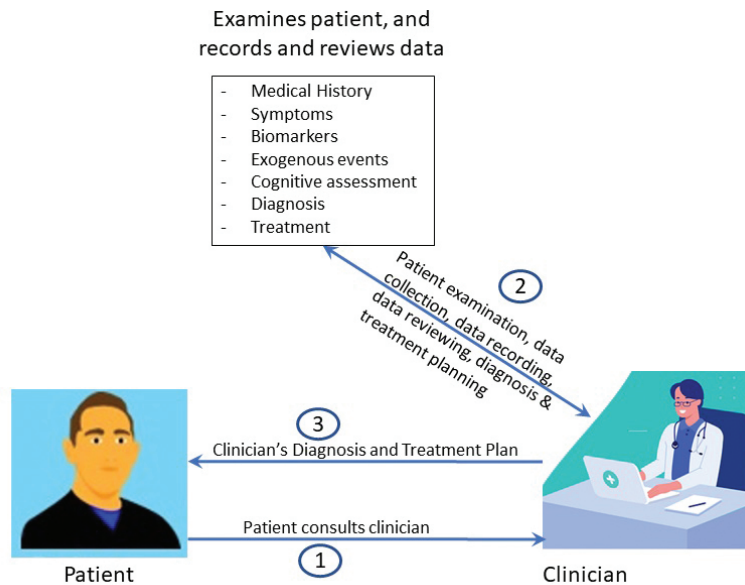 Examines patient, and
records and reviews data
- Medical History
- Symptoms
- Biomarkers
- Exogenous events
- Cognitive assessment
- Diagnosis
- Treatment
2
Patient examination, data
collection, data recording,
data reviewing, diagnosis &
treatment planning
3
Clinician's Diagnosis and Treatment Plan
Patient consults clinician
1
Patient
Clinician